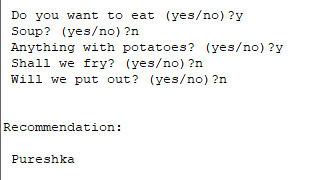 Do you want to eat (yes/no)?y
Soup? (yes/no)?n
Anything with potatoes? (yes/no)?y
Shall we fry? (yes/no)?n
Will we put out? (yes/no)?n
Recommendation:
Pureshka